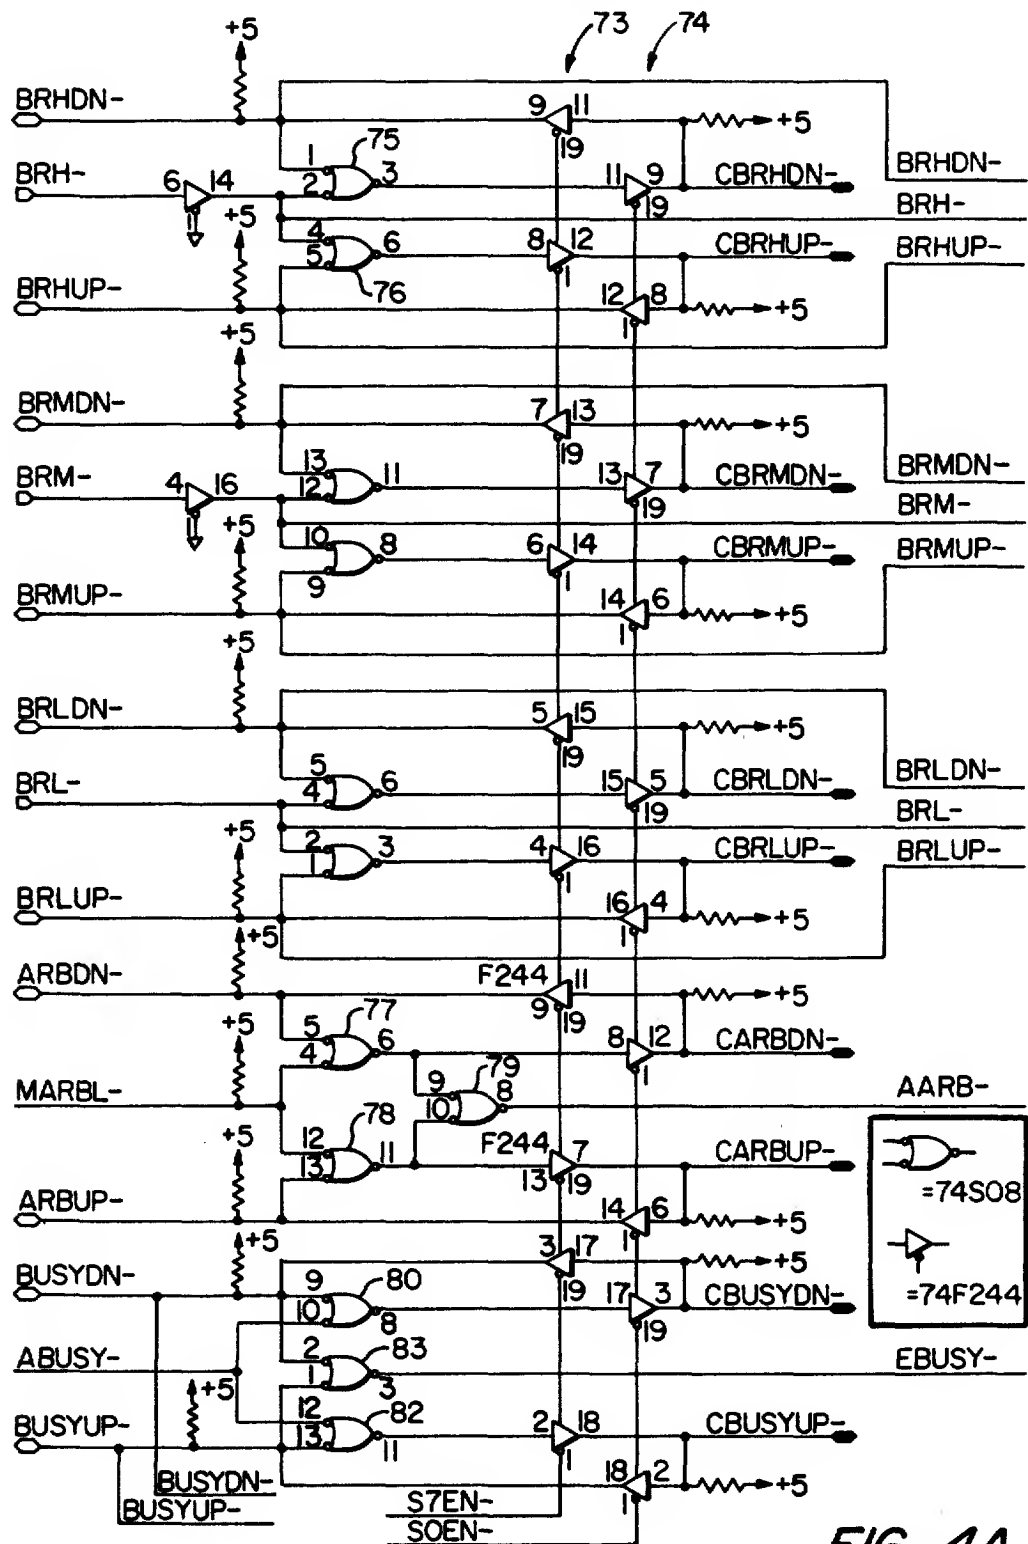 73 74
+5
BRHDN- 9 11 +5
19
1 75
BRH- 6 14 2 3 11 9 CBRHDN- BRHDN-
1 19
BRH-
+5 4 6 8 12 CBRHUP- BRHUP-
5 1
76
BRHUP- 12 8 +5
+5 1
BRMDN- 7 13 +5
19
13
BRM- 4 16 12 11 13 7 CBRMDN- BRMDN-
1 19
BRM-
+5 10 8 6 14 CBRMUP- BRMUP-
9 1
BRMUP- 14 6 +5
+5 1
BRLDN- 5 15 +5
19
5
BRL- 4 6 15 5 CBRLDN- BRLDN-
19
BRL-
+5 2 3 4 16 CBRLUP- BRLUP-
1 1
BRLUP- 16 4 +5
+5 1
ARBDN- F244 11 +5
9 19
+5 5 77
4 6 8 12 CARBDN-
9 79 1
MARBL- 10 8 AARB-
+5 12 78 F244
13 11 7 CARBUP-
13 19
=74S08
ARBUP- 14 6 +5
+5 1
3 17 +5
BUSYDN- 9 80 19
10 8 17 3 CBUSYDN- =74F244
19
2 83
ABUSY- 1 3 EBUSY-
+5 12 82
BUSYUP- 13 11 2 18 CBUSYUP-
1
18 2 +5
BUSYDN- 1
BUSYUP- S7EN-
SOEN-
FIG. 4A